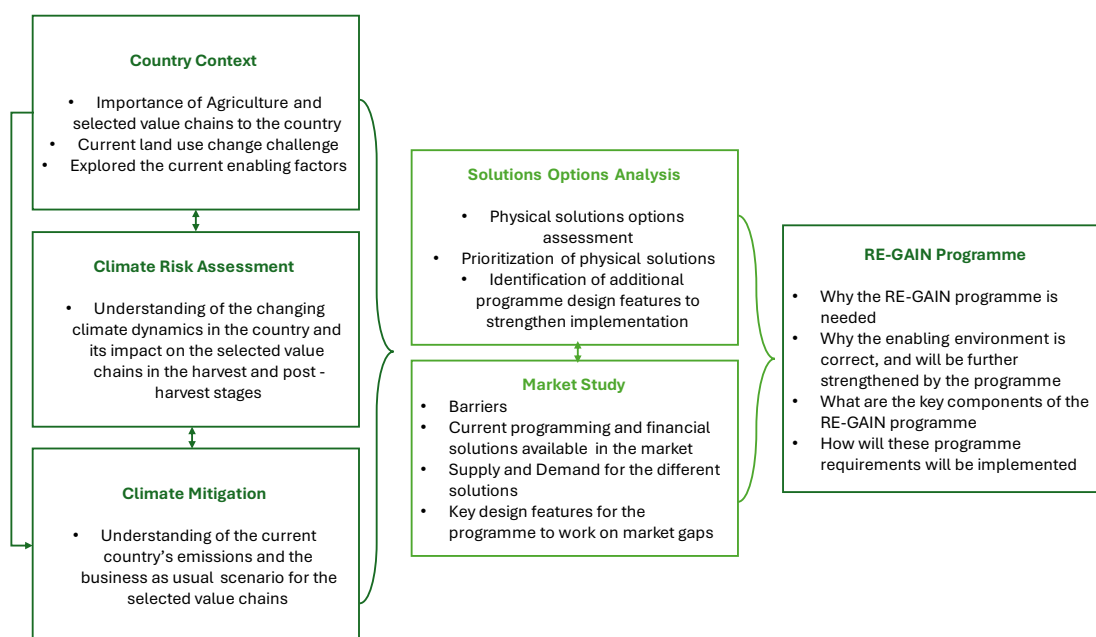 Country Context
• Importance of Agriculture and
selected value chains to the country
• Current land use change challenge
• Explored the current enabling factors
Climate Risk Assessment
• Understanding of the changing
climate dynamics in the country and
its impact on the selected value
chains in the harvest and post -
harvest stages
Climate Mitigation
• Understanding of the current
country's emissions and the
business as usual scenario for the
selected value chains
Solutions Options Analysis
• Physical solutions options
assessment
• Prioritization of physical solutions
• Identification of additional
programme design features to
strengthen implementation
Market Study
• Barriers
• Current programming and financial
solutions available in the market
• Supply and Demand for the different
solutions
• Key design features for the
programme to work on market gaps
RE-GAIN Programme
• Why the RE-GAIN programme is
needed
• Why the enabling environment is
correct, and will be further
strengthened by the programme
• What are the key components of the
RE-GAIN programme
• How will these programme
requirements will be implemented